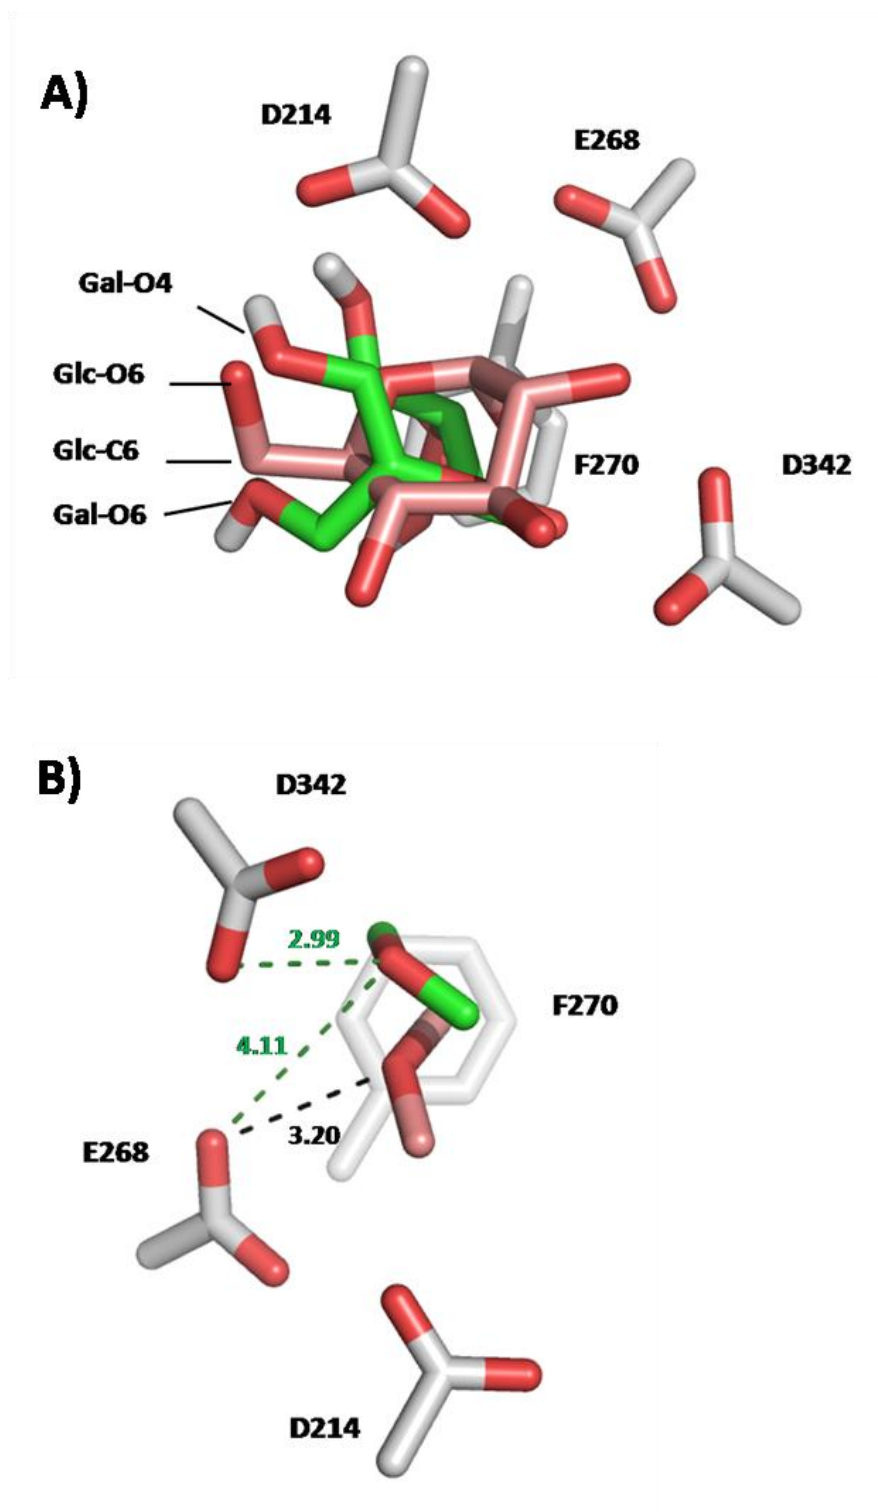 A)
D214
E268
Gal-O4
Glc-O6
Glc-C6
F270
D342
Gal-O6
B)
D342
2.99
F270
4.11
3.20
E268
D214